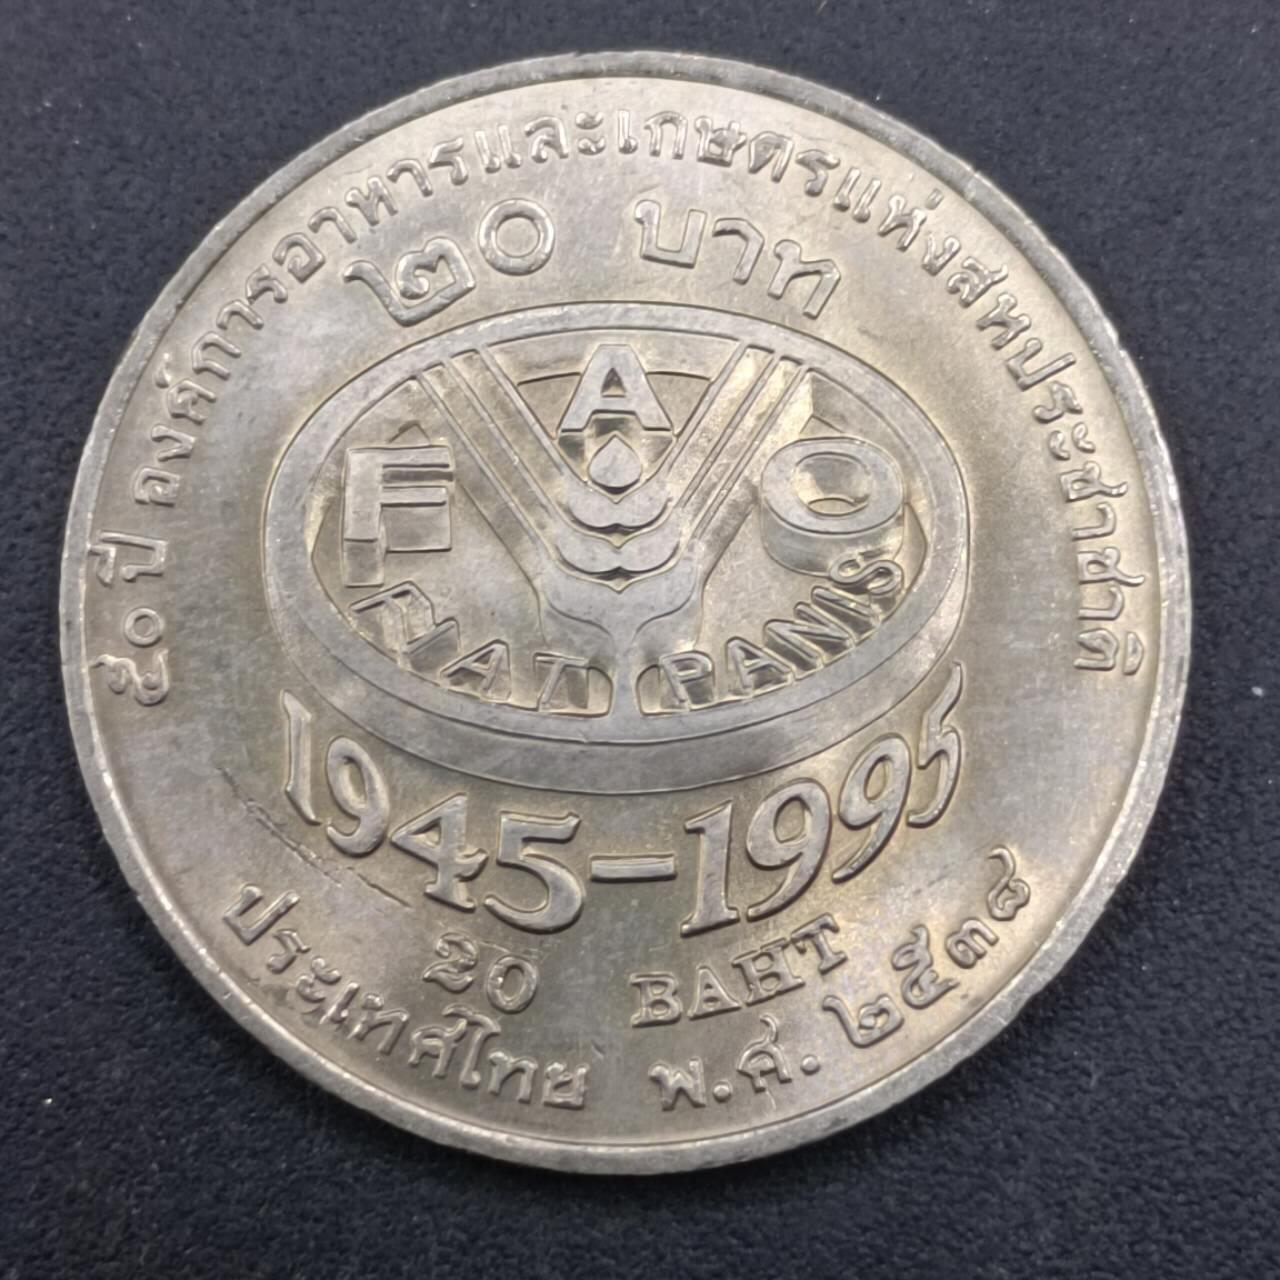 ๕๐ ปี องค์การอาหารและเกษตรแห่งสหประชาชาติ
๒๐ บาท
FAO
FIAT PANIS
1945-1995
20 BAHT
ประเทศไทย พ.ศ. ๒๕๓๘